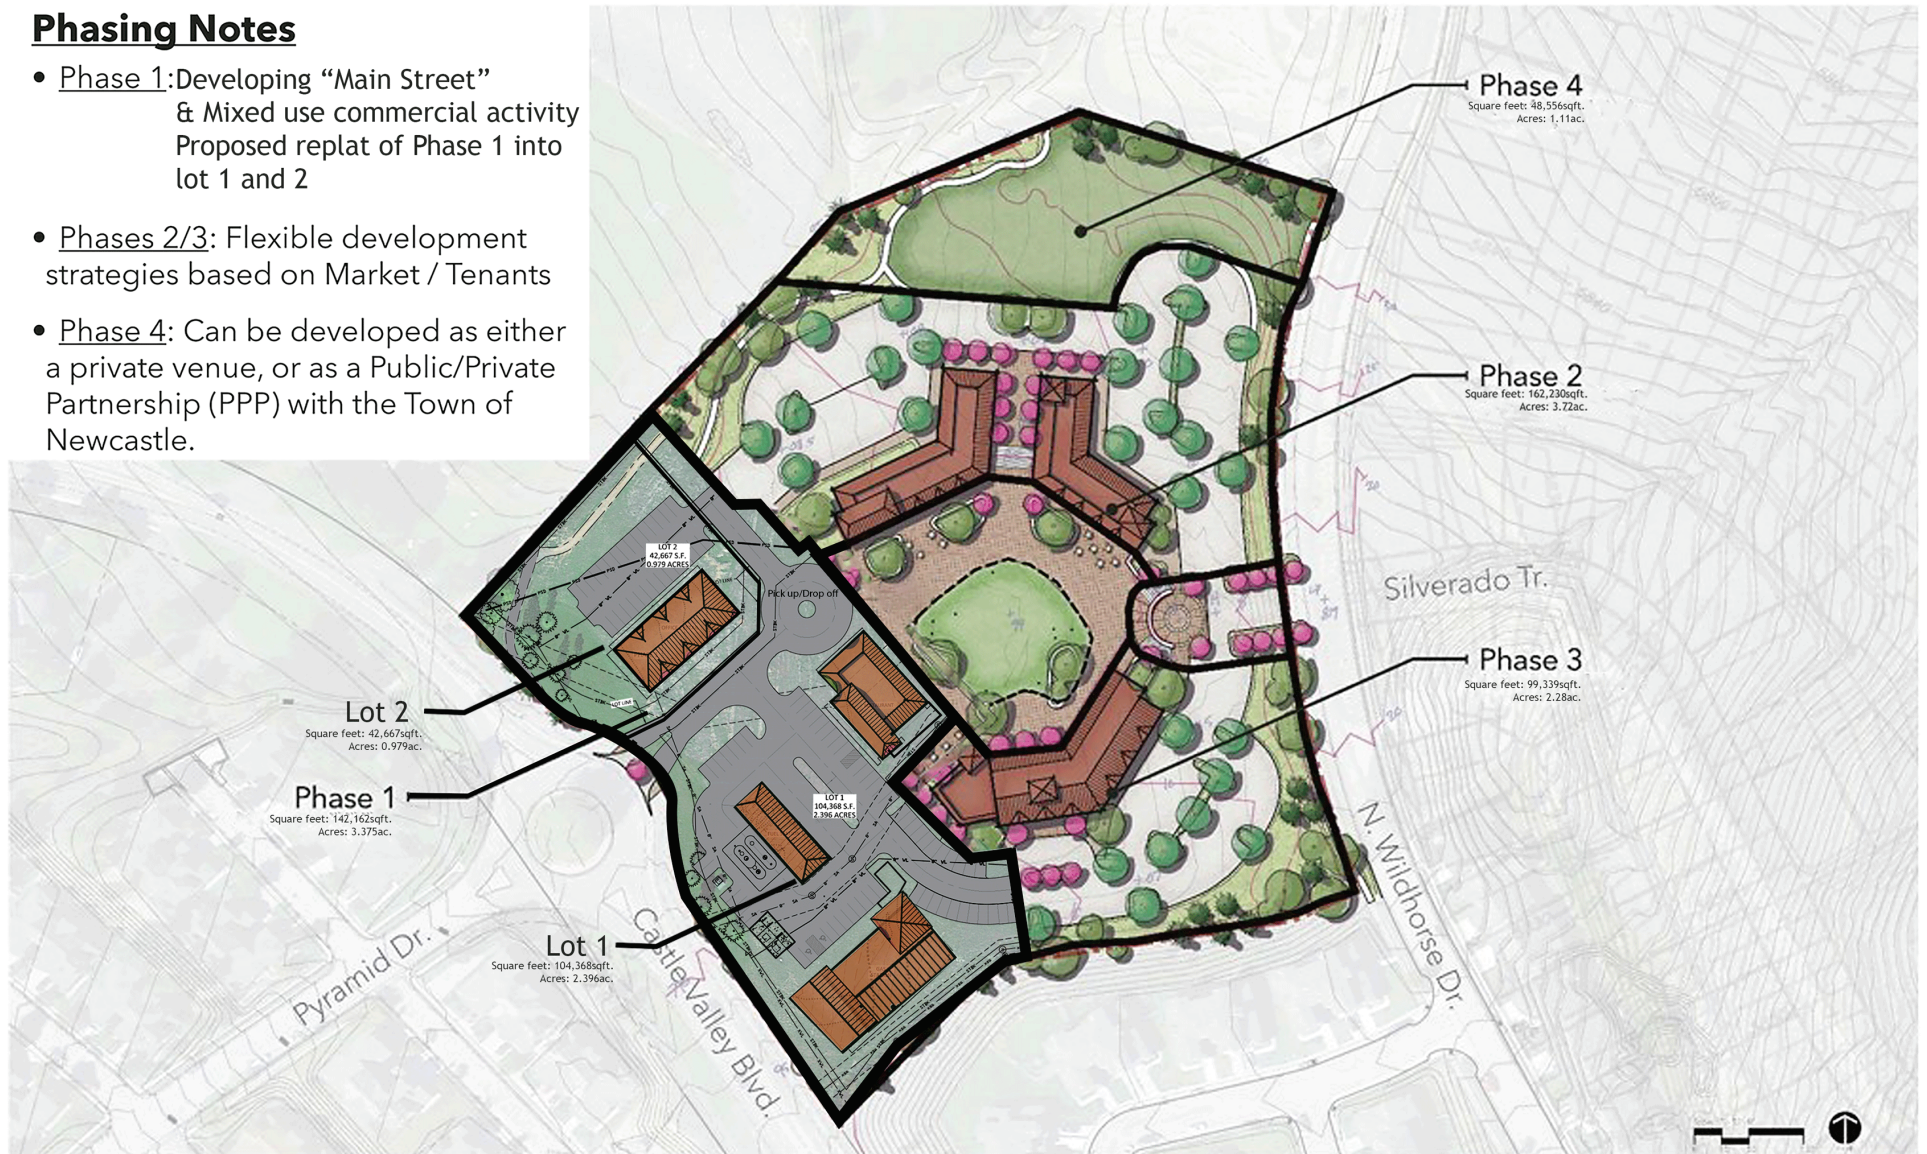 Phasing Notes
• Phase 1:Developing “Main Street”
& Mixed use commercial activity
Proposed replat of Phase 1 into
lot 1 and 2
• Phases 2/3: Flexible development
strategies based on Market / Tenants
• Phase 4: Can be developed as either
a private venue, or as a Public/Private
Partnership (PPP) with the Town of
Newcastle.
Phase 4
Square feet: 48,556sqft.
Acres: 1.11ac.
Phase 2
Square feet: 162,230sqft.
Acres: 3.72ac.
Silverado Tr.
Phase 3
Square feet: 99,339sqft.
Acres: 2.28ac.
LOT 2
42,667 S.F.
0.979 ACRES
Pick up/Drop off
LOT LINE
Lot 2
Square feet: 42,667sqft.
Acres: 0.979ac.
Phase 1
Square feet: 142,162sqft.
Acres: 3.375ac.
LOT 1
104,368 S.F.
2.396 ACRES
Lot 1
Square feet: 104,368sqft.
Acres: 2.396ac.
Pyramid Dr.
Castle Valley Blvd.
N. Wildhorse Dr.